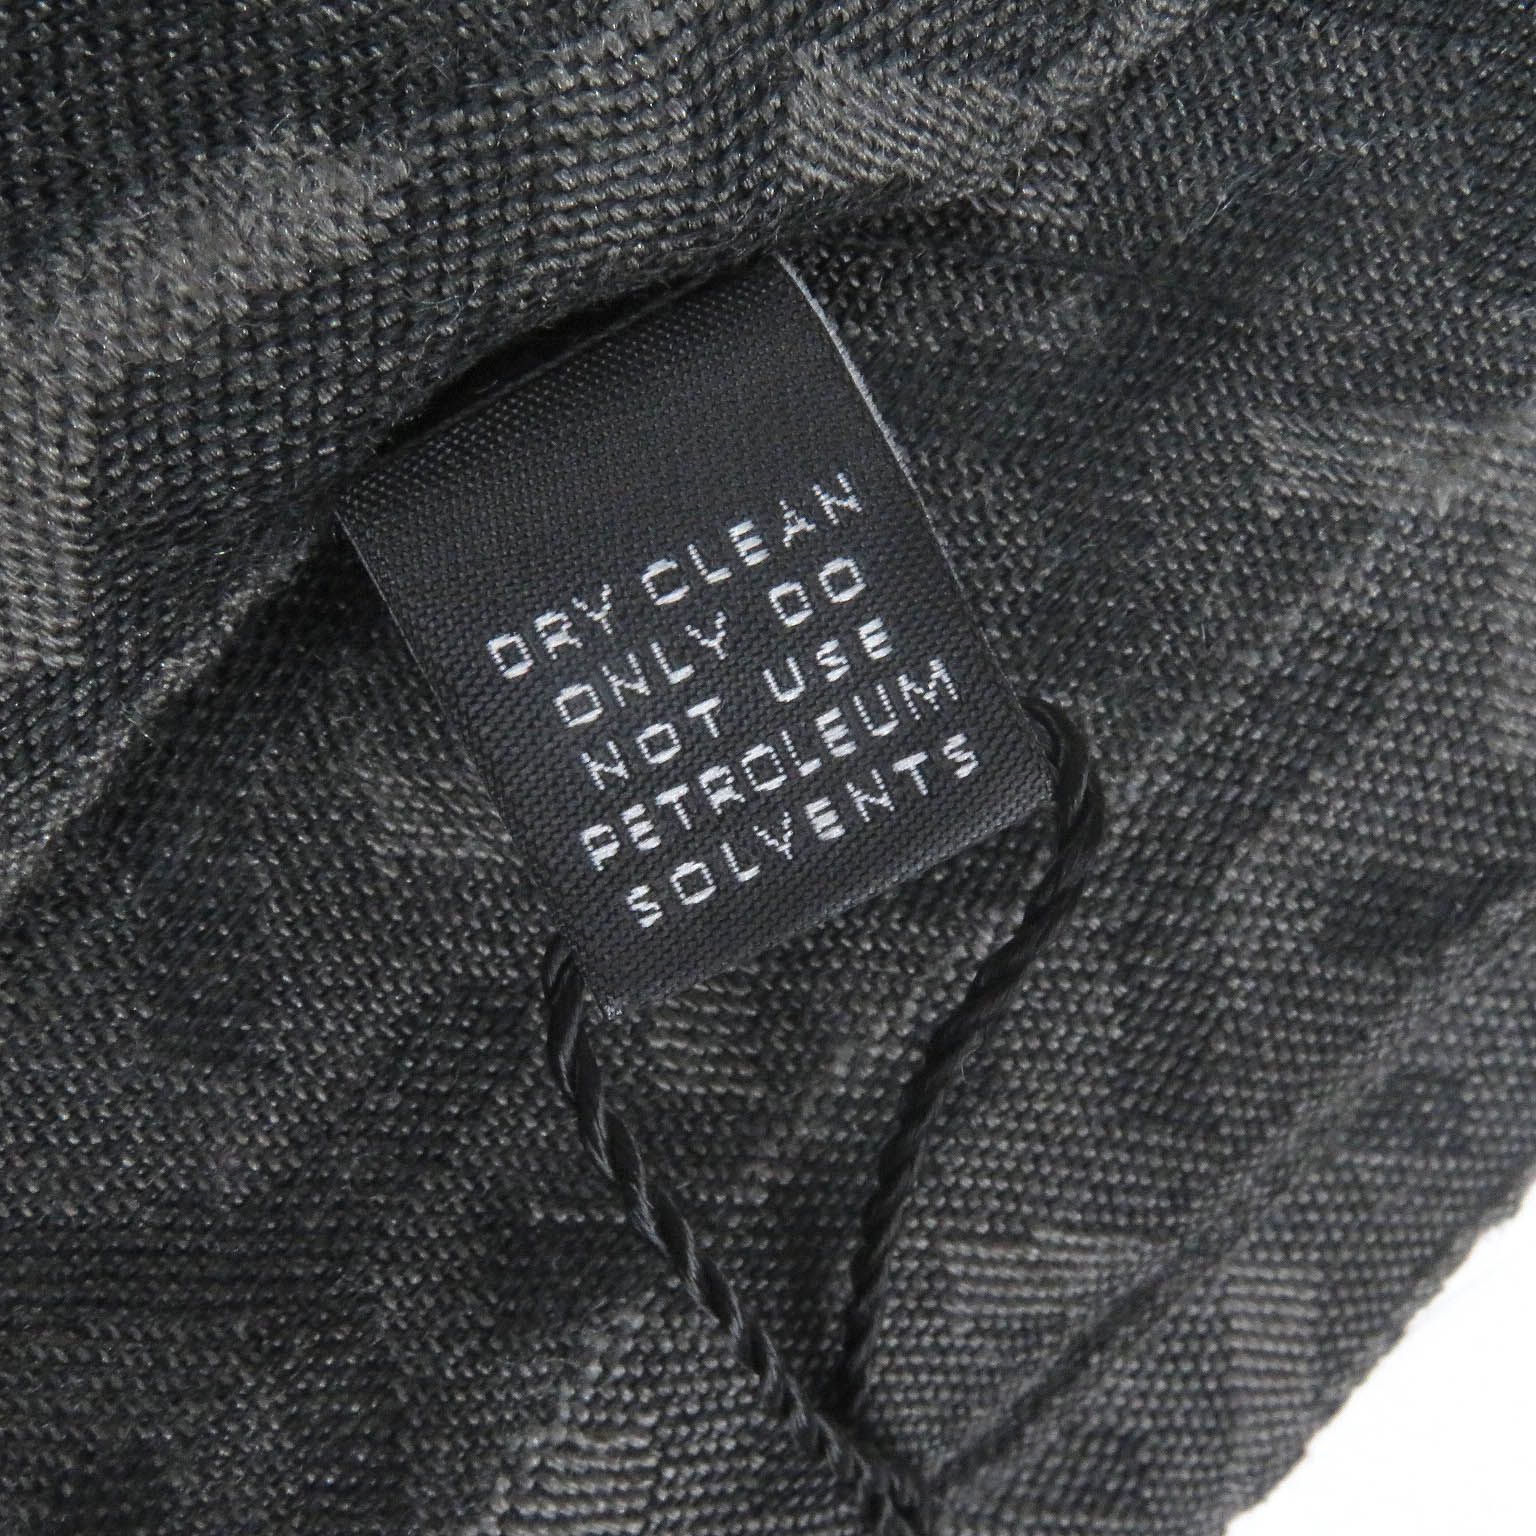 DRY CLEAN
ONLY DO
NOT USE
PETROLEUM
SOLVENTS